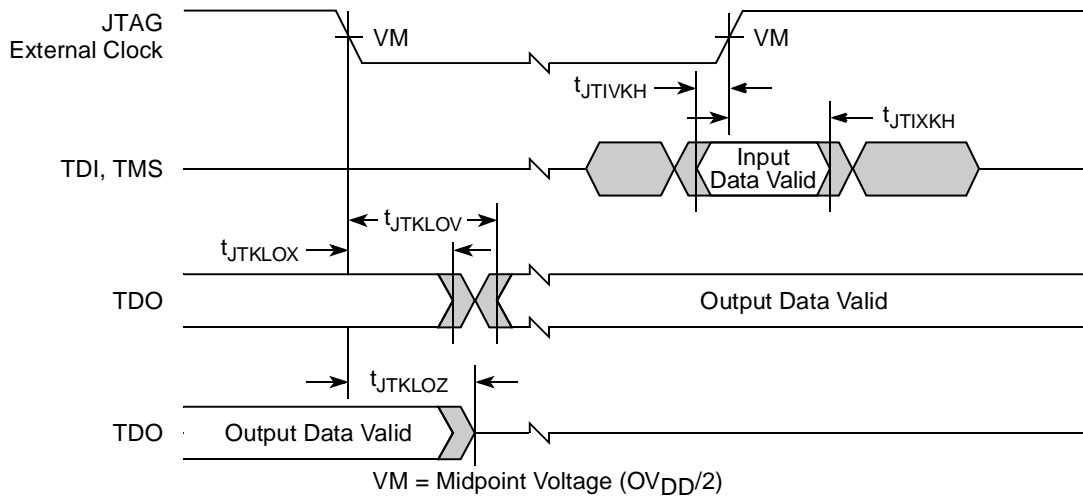 JTAG
External Clock
VM
VM
tJTIVKH
tJTIXKH
TDI, TMS
Input
Data Valid
tJTKLOV
tJTKLOX
TDO
Output Data Valid
tJTKLOZ
TDO
Output Data Valid
VM = Midpoint Voltage (OVDD/2)